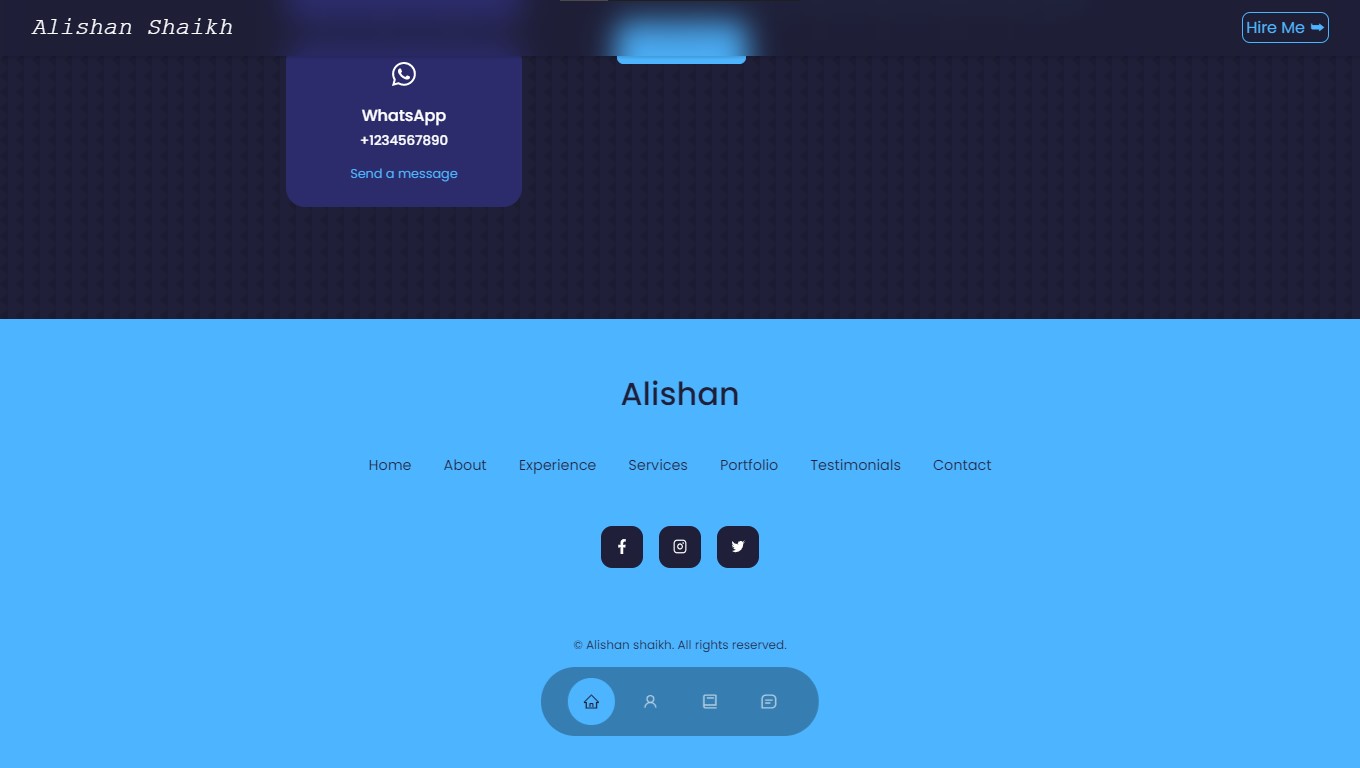 Alishan Shaikh
Hire Me ➥
WhatsApp
+1234567890
Send a message
Alishan
Home About Experience Services Portfolio Testimonials Contact
© Alishan shaikh. All rights reserved.